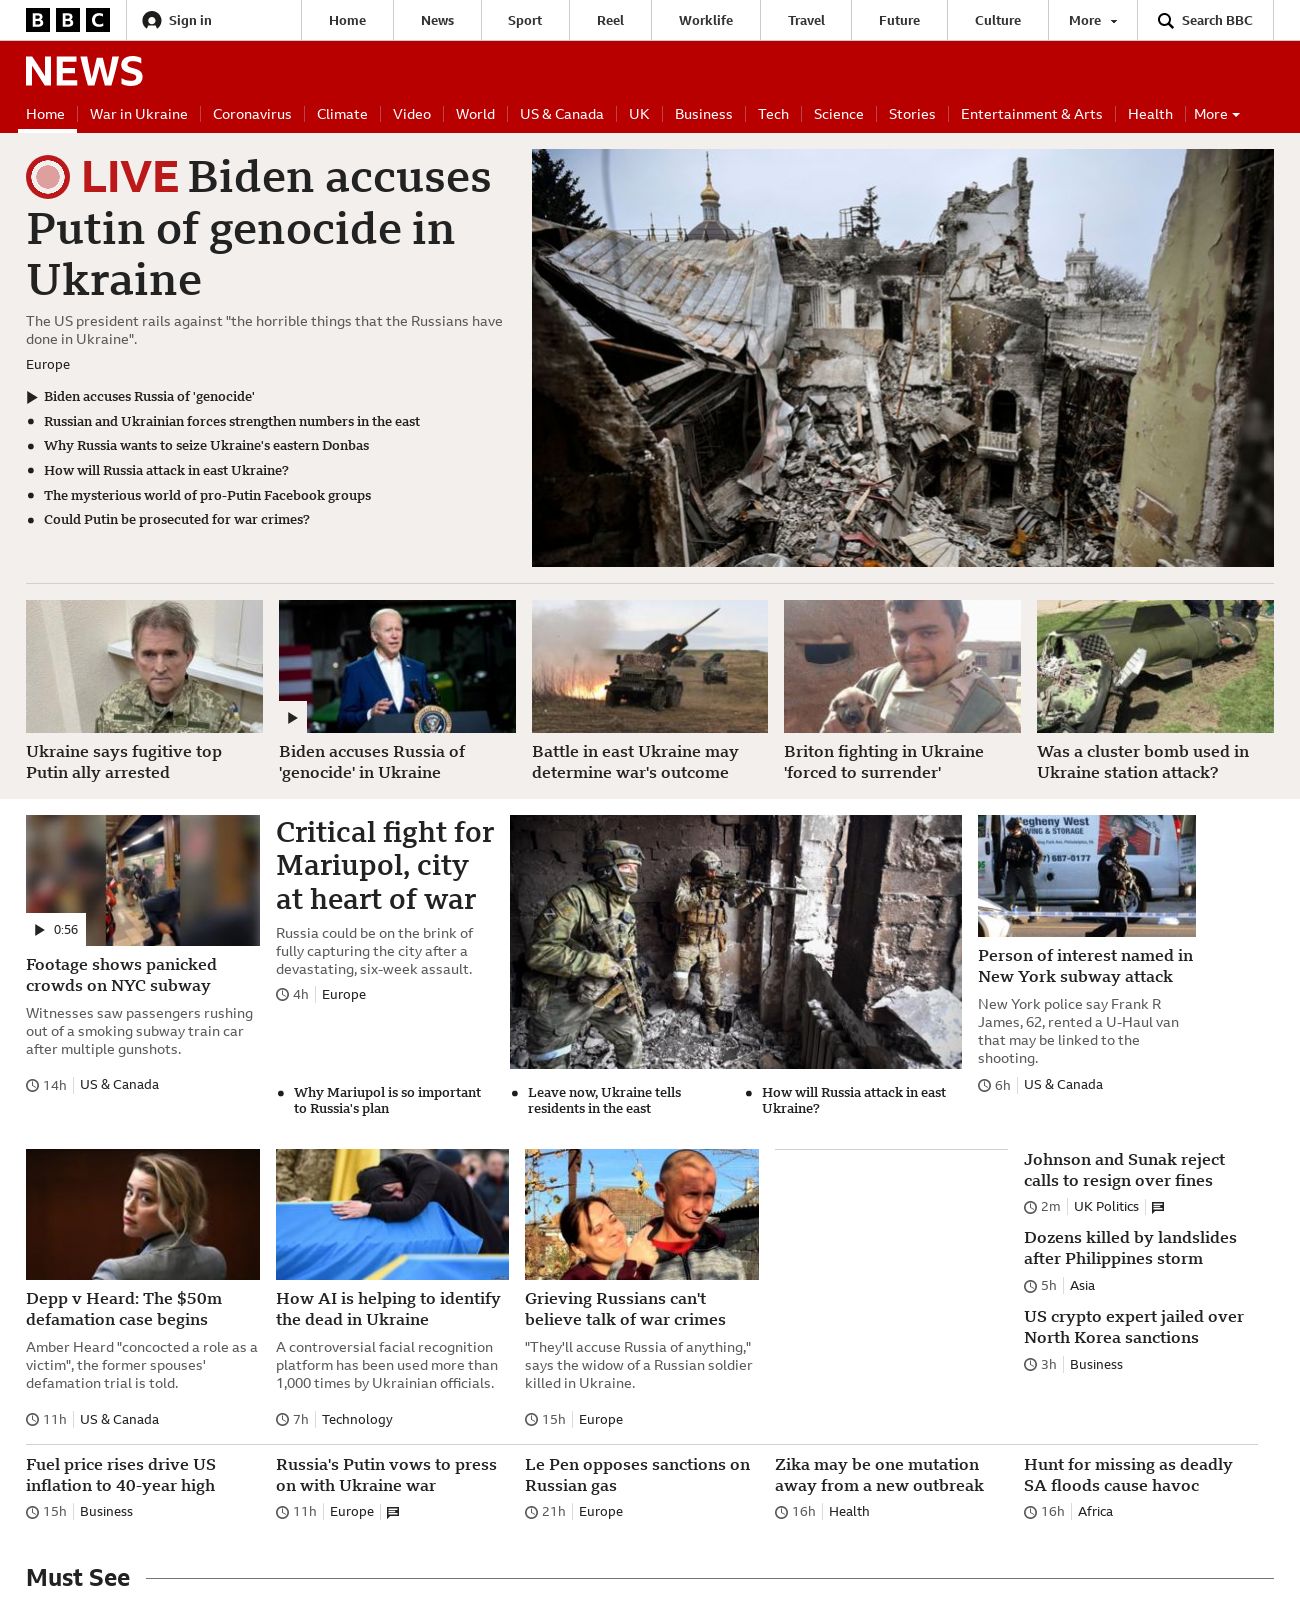 BBC
Sign in
Home
News
Sport
Reel
Worklife
Travel
Future
Culture
More
Search BBC
NEWS
Home
War in Ukraine
Coronavirus
Climate
Video
World
US & Canada
UK
Business
Tech
Science
Stories
Entertainment & Arts
Health
More
LIVE Biden accuses
Putin of genocide in
Ukraine
The US president rails against "the horrible things that the Russians have
done in Ukraine".
Europe
Biden accuses Russia of 'genocide'
Russian and Ukrainian forces strengthen numbers in the east
Why Russia wants to seize Ukraine's eastern Donbas
How will Russia attack in east Ukraine?
The mysterious world of pro-Putin Facebook groups
Could Putin be prosecuted for war crimes?
Ukraine says fugitive top
Putin ally arrested
Biden accuses Russia of
'genocide' in Ukraine
Battle in east Ukraine may
determine war's outcome
Briton fighting in Ukraine
'forced to surrender'
Was a cluster bomb used in
Ukraine station attack?
0:56
Footage shows panicked
crowds on NYC subway
Witnesses saw passengers rushing
out of a smoking subway train car
after multiple gunshots.
14h
US & Canada
Critical fight for
Mariupol, city
at heart of war
Russia could be on the brink of
fully capturing the city after a
devastating, six-week assault.
4h
Europe
Why Mariupol is so important
to Russia's plan
Leave now, Ukraine tells
residents in the east
How will Russia attack in east
Ukraine?
egheny West
OVING & STORAGE
7) 687-0177
Person of interest named in
New York subway attack
New York police say Frank R
James, 62, rented a U-Haul van
that may be linked to the
shooting.
6h
US & Canada
Depp v Heard: The $50m
defamation case begins
Amber Heard "concocted a role as a
victim", the former spouses'
defamation trial is told.
11h
US & Canada
How AI is helping to identify
the dead in Ukraine
A controversial facial recognition
platform has been used more than
1,000 times by Ukrainian officials.
7h
Technology
Grieving Russians can't
believe talk of war crimes
"They'll accuse Russia of anything,"
says the widow of a Russian soldier
killed in Ukraine.
15h
Europe
Johnson and Sunak reject
calls to resign over fines
2m
UK Politics
Dozens killed by landslides
after Philippines storm
5h
Asia
US crypto expert jailed over
North Korea sanctions
3h
Business
Fuel price rises drive US
inflation to 40-year high
15h
Business
Russia's Putin vows to press
on with Ukraine war
11h
Europe
Le Pen opposes sanctions on
Russian gas
21h
Europe
Zika may be one mutation
away from a new outbreak
16h
Health
Hunt for missing as deadly
SA floods cause havoc
16h
Africa
Must See